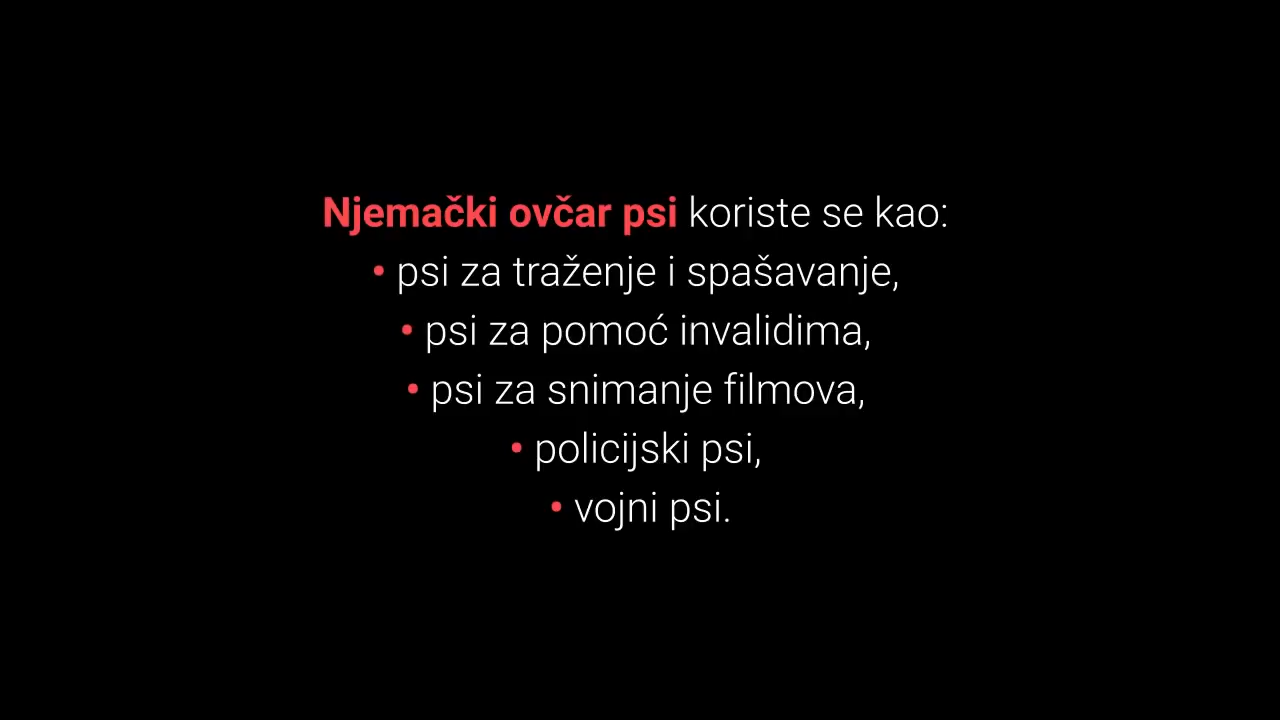 Njemački ovčar psi koriste se kao:
• psi za traženje i spašavanje,
• psi za pomoć invalidima,
• psi za snimanje filmova,
• policijski psi,
• vojni psi.